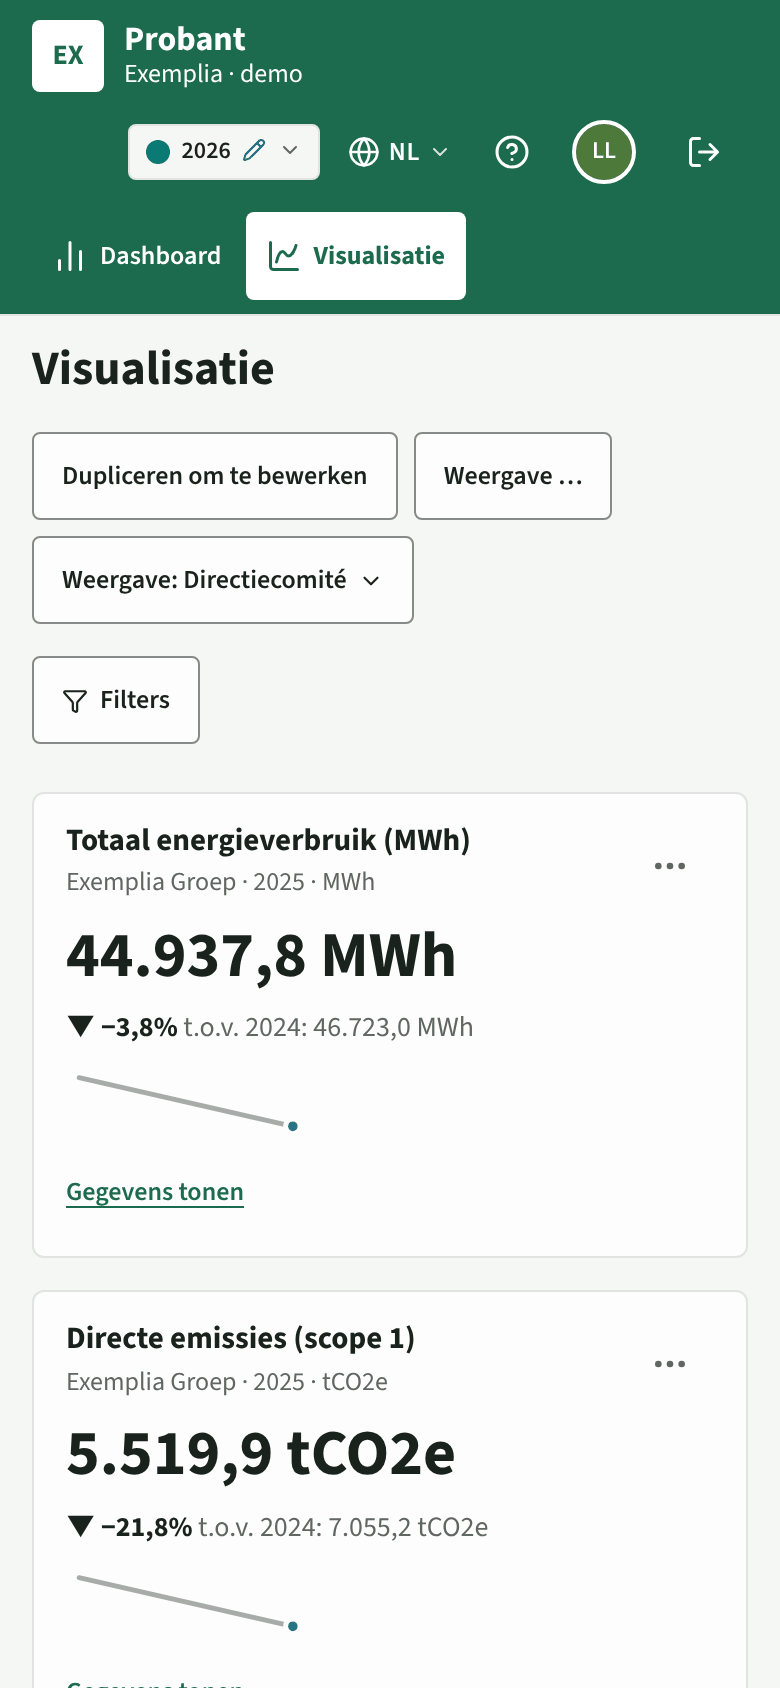 EX
Probant
Exemplia · demo
2026
NL
LL
Dashboard
Visualisatie
Visualisatie
Dupliceren om te bewerken
Weergave ...
Weergave: Directiecomité
Filters
Totaal energieverbruik (MWh)
Exemplia Groep · 2025 · MWh
44.937,8 MWh
▼ −3,8% t.o.v. 2024: 46.723,0 MWh
Gegevens tonen
Directe emissies (scope 1)
Exemplia Groep · 2025 · tCO2e
5.519,9 tCO2e
▼ −21,8% t.o.v. 2024: 7.055,2 tCO2e